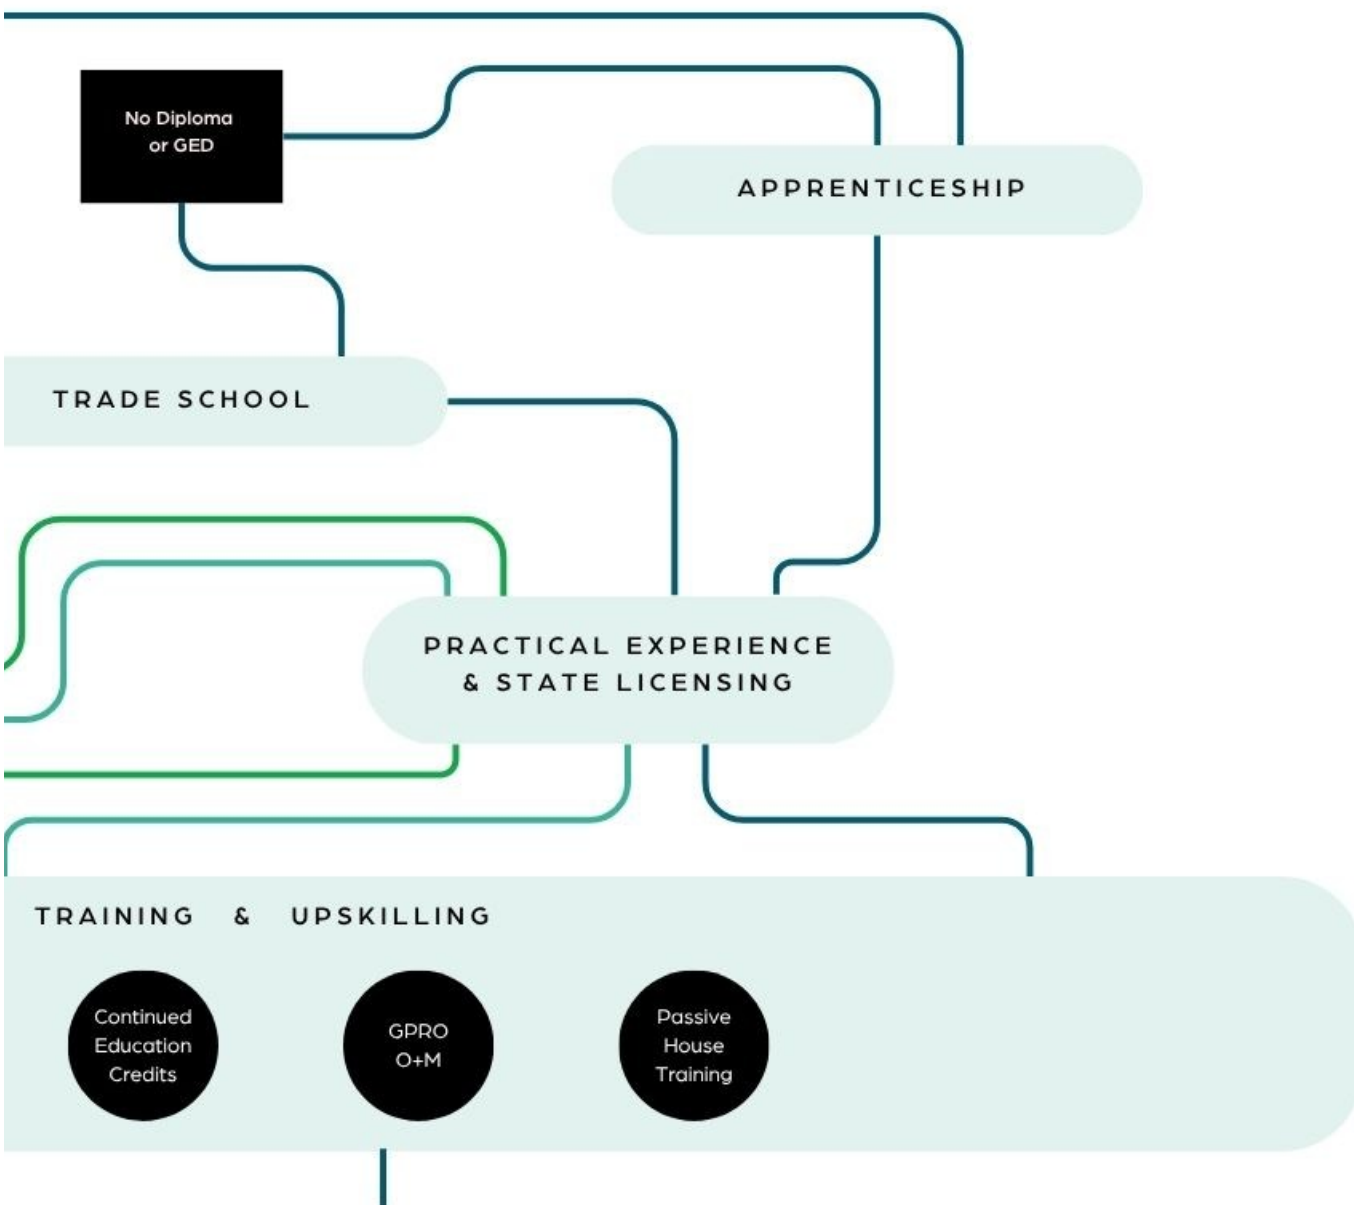 No Diploma
or GED
APPRENTICESHIP
TRADE SCHOOL
PRACTICAL EXPERIENCE
& STATE LICENSING
TRAINING & UPSKILLING
Continued
Education
Credits
GPRO
O+M
Passive
House
Training